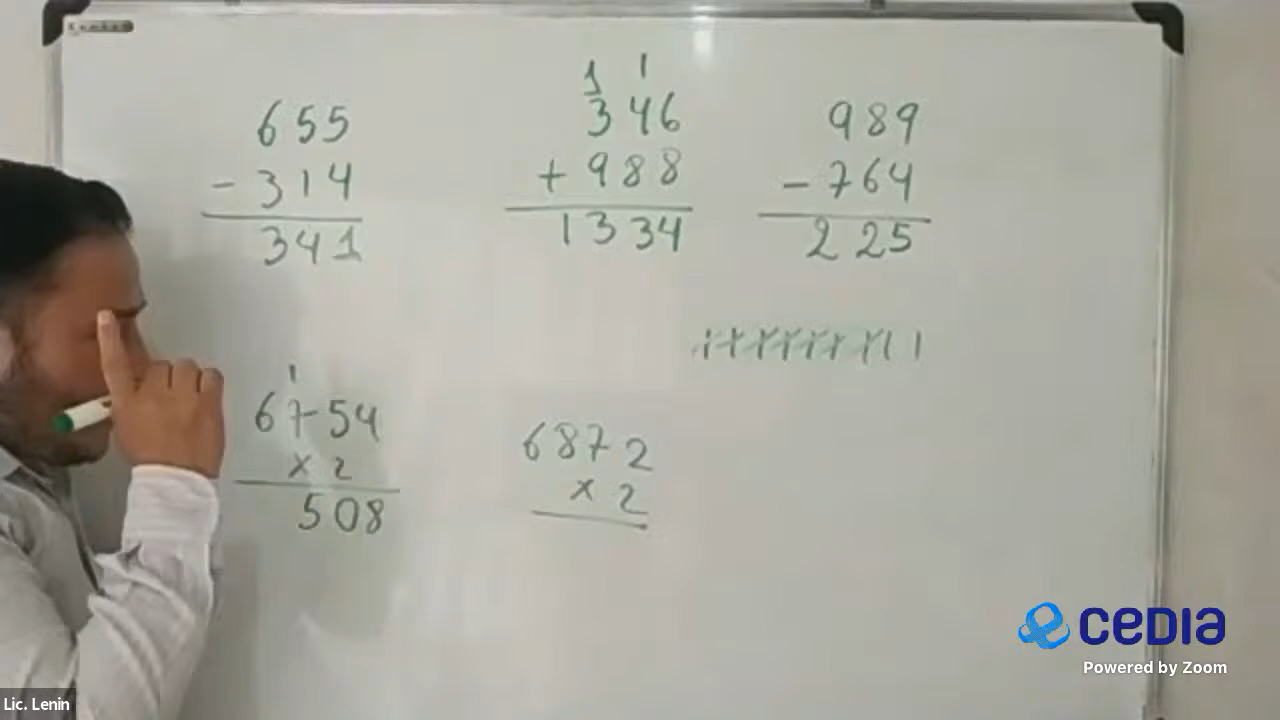 655
- 314
341
1 1
346
+ 988
1334
989
- 764
225
1
6754
x 2
508
6872
x 2
cedia
Powered by Zoom
Lic. Lenin